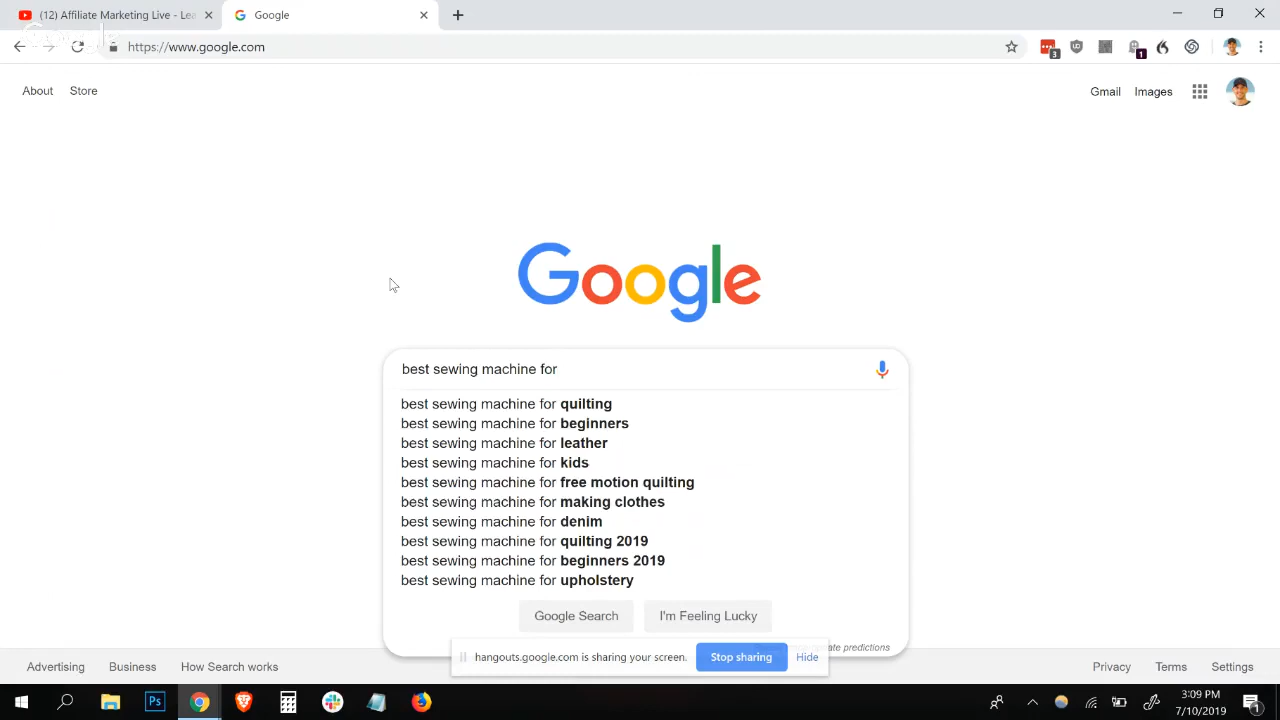 (12) Affiliate Marketing Live - Lea
Google
https://www.google.com
3
1
About
Store
Gmail
Images
Google
best sewing machine for
best sewing machine for quilting
best sewing machine for beginners
best sewing machine for leather
best sewing machine for kids
best sewing machine for free motion quilting
best sewing machine for making clothes
best sewing machine for denim
best sewing machine for quilting 2019
best sewing machine for beginners 2019
best sewing machine for upholstery
Google Search
I'm Feeling Lucky
predictions
hangouts.google.com is sharing your screen.
Stop sharing
Hide
Advertising
Business
How Search works
Privacy
Terms
Settings
Ps
3:09 PM
7/10/2019
1